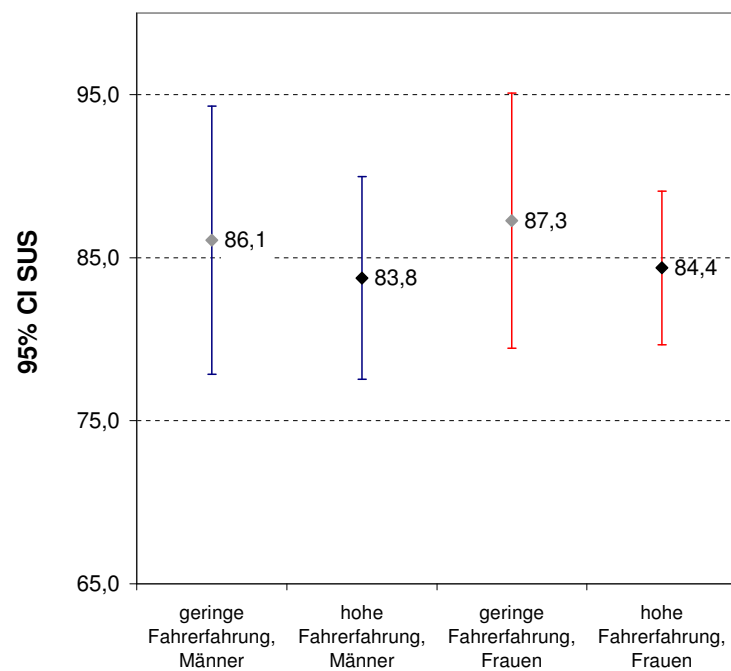 95,0
85,0
75,0
65,0
95% CI SUS
86,1
83,8
87,3
84,4
geringe
Fahrerfahrung,
Männer
hohe
Fahrerfahrung,
Männer
geringe
Fahrerfahrung,
Frauen
hohe
Fahrerfahrung,
Frauen